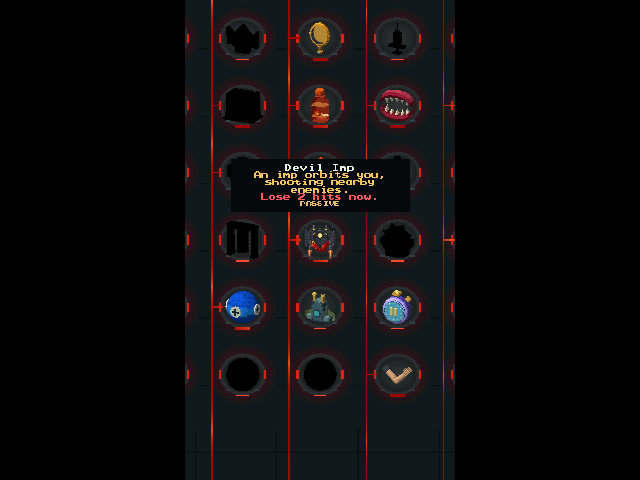 Devil Imp
An imp orbits you,
shooting nearby
enemies.
Lose 2 hits now.
PASSIVE